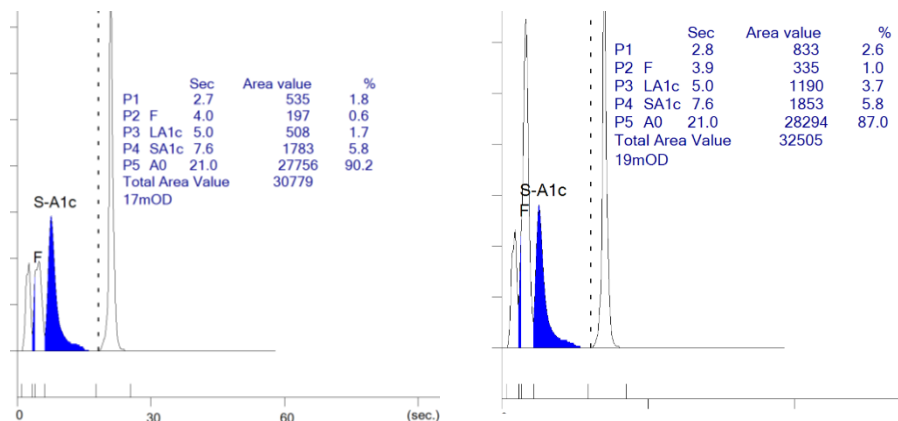 Sec Area value %
P1 2.7 535 1.8
P2 F 4.0 197 0.6
P3 LA1c 5.0 508 1.7
P4 SA1c 7.6 1783 5.8
P5 A0 21.0 27756 90.2
Total Area Value 30779
17mOD
S-A1c
F
0 30 60 (sec.)
Sec Area value %
P1 2.8 833 2.6
P2 F 3.9 335 1.0
P3 LA1c 5.0 1190 3.7
P4 SA1c 7.6 1853 5.8
P5 A0 21.0 28294 87.0
Total Area Value 32505
19mOD
S-A1c
F